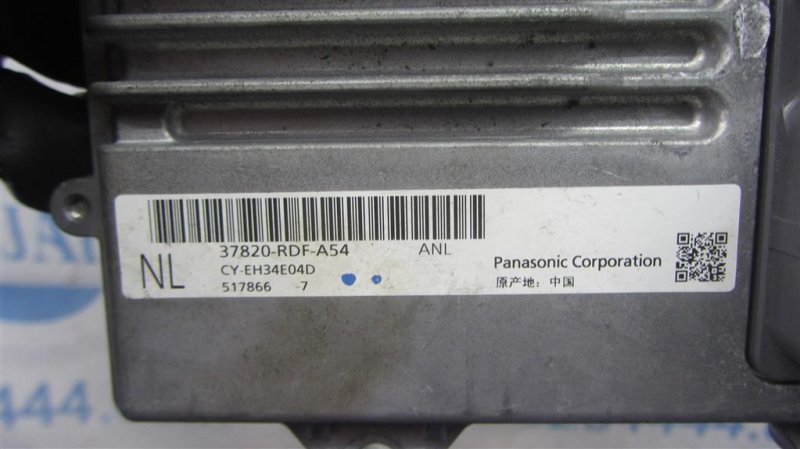 37820-RDF-A54 ANL
NL
CY-EH34E04D
517866 -7
Panasonic Corporation
原产地：中国